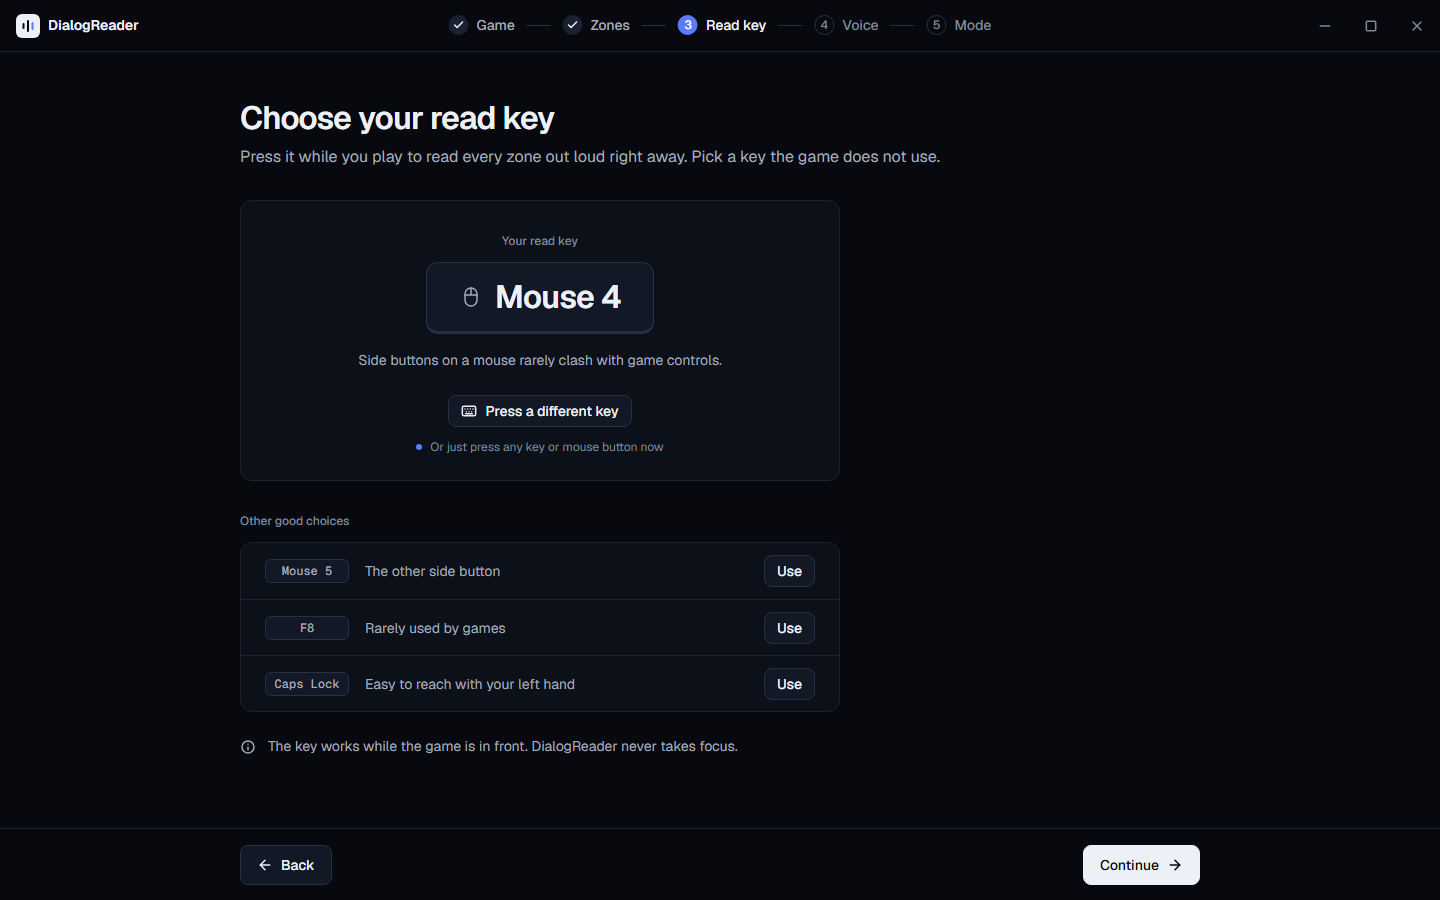 DialogReader
Game
Zones
3 Read key
4 Voice
5 Mode
Choose your read key
Press it while you play to read every zone out loud right away. Pick a key the game does not use.
Your read key
Mouse 4
Side buttons on a mouse rarely clash with game controls.
Press a different key
Or just press any key or mouse button now
Other good choices
Mouse 5 The other side button Use
F8 Rarely used by games Use
Caps Lock Easy to reach with your left hand Use
The key works while the game is in front. DialogReader never takes focus.
Back
Continue